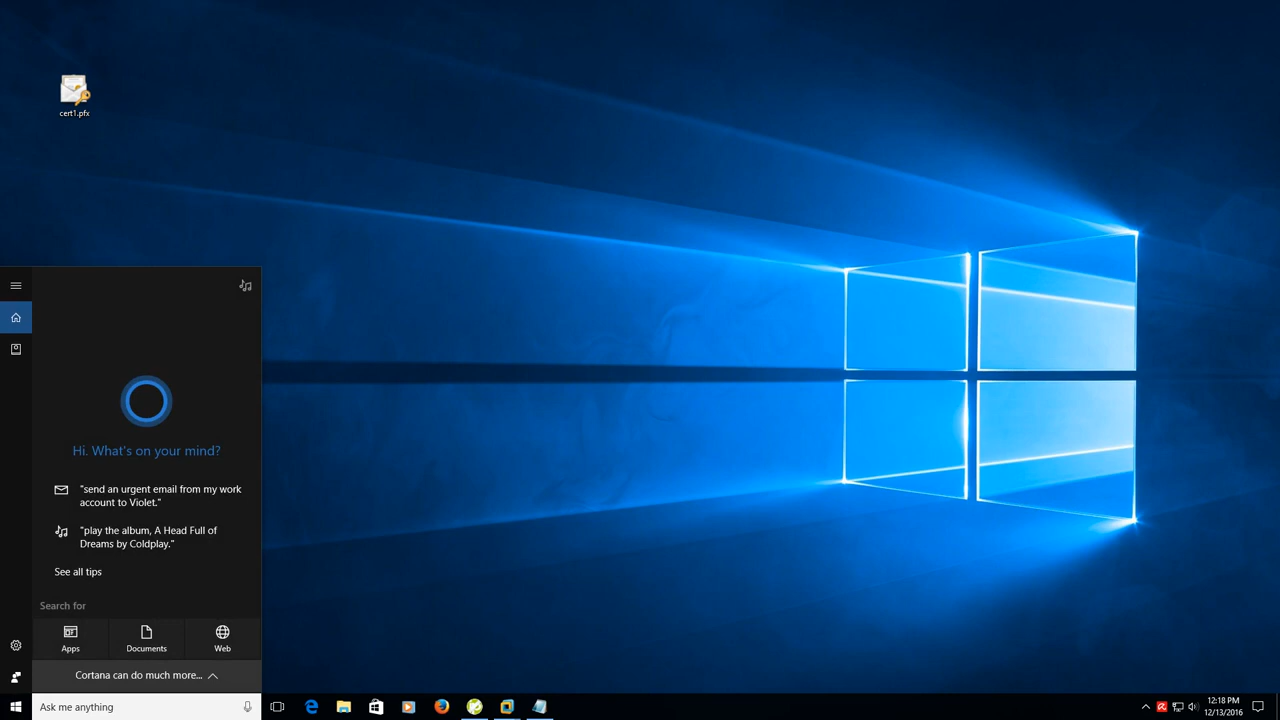 cert1.pfx
Hi. What's on your mind?
"send an urgent email from my work
account to Violet."
"play the album, A Head Full of
Dreams by Coldplay."
See all tips
Search for
Apps
Documents
Web
Cortana can do much more...
Ask me anything
12:18 PM
12/13/2016